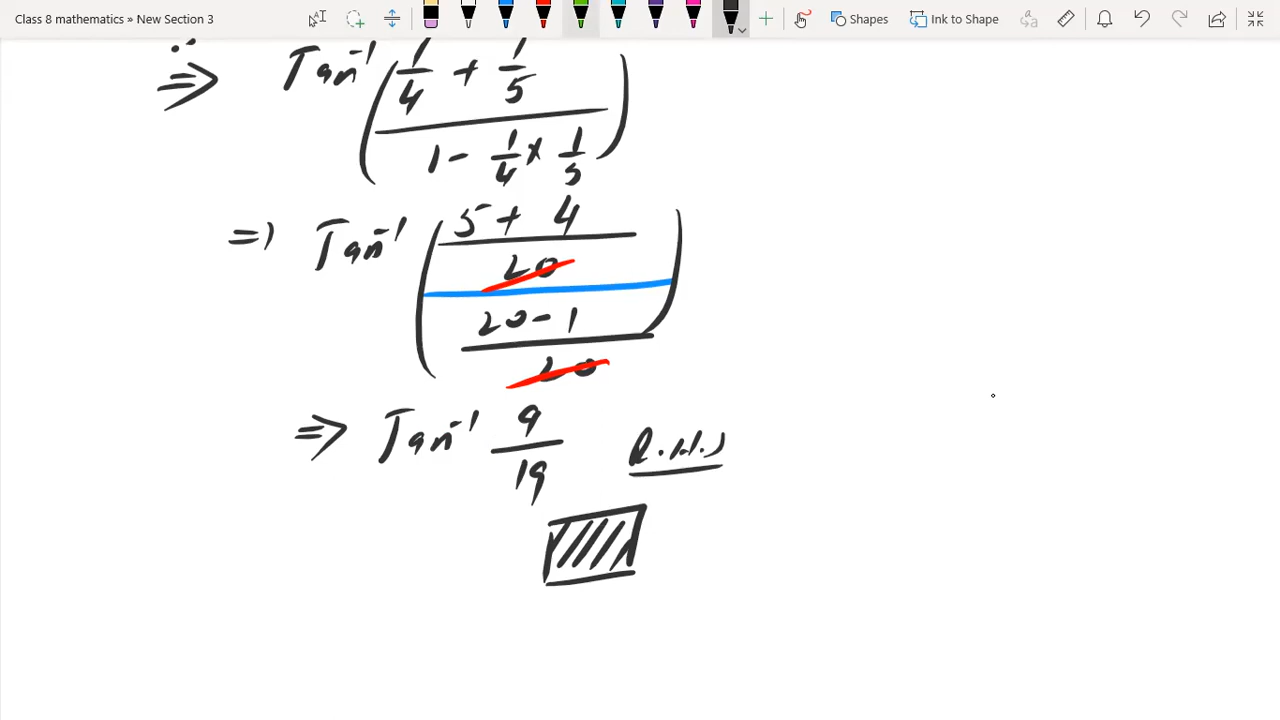 Class 8 mathematics » New Section 3
Shapes
Ink to Shape
∴
⇒ Tan⁻¹ ( (1/4 + 1/5) / (1 - 1/4 × 1/5) )
⇒ Tan⁻¹ ( ((5 + 4) / 20) / ((20 - 1) / 20) )
⇒ Tan⁻¹ 9/19 R.H.S